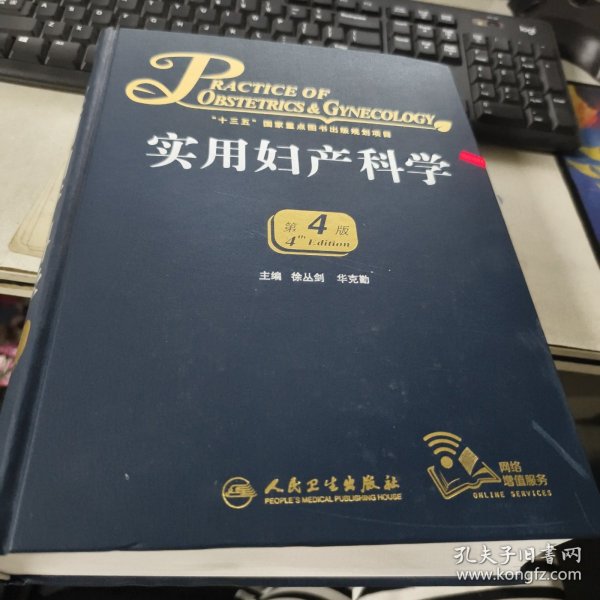 PRACTICE OF
OBSTETRICS & GYNECOLOGY
"十三五"国家重点图书出版规划项目
实用妇产科学
第4版
4th Edition
主编 徐丛剑 华克勤
人民卫生出版社
PEOPLE'S MEDICAL PUBLISHING HOUSE
网络
增值服务
ONLINE SERVICES
logi
孔夫子旧书网
www.kongfz.com